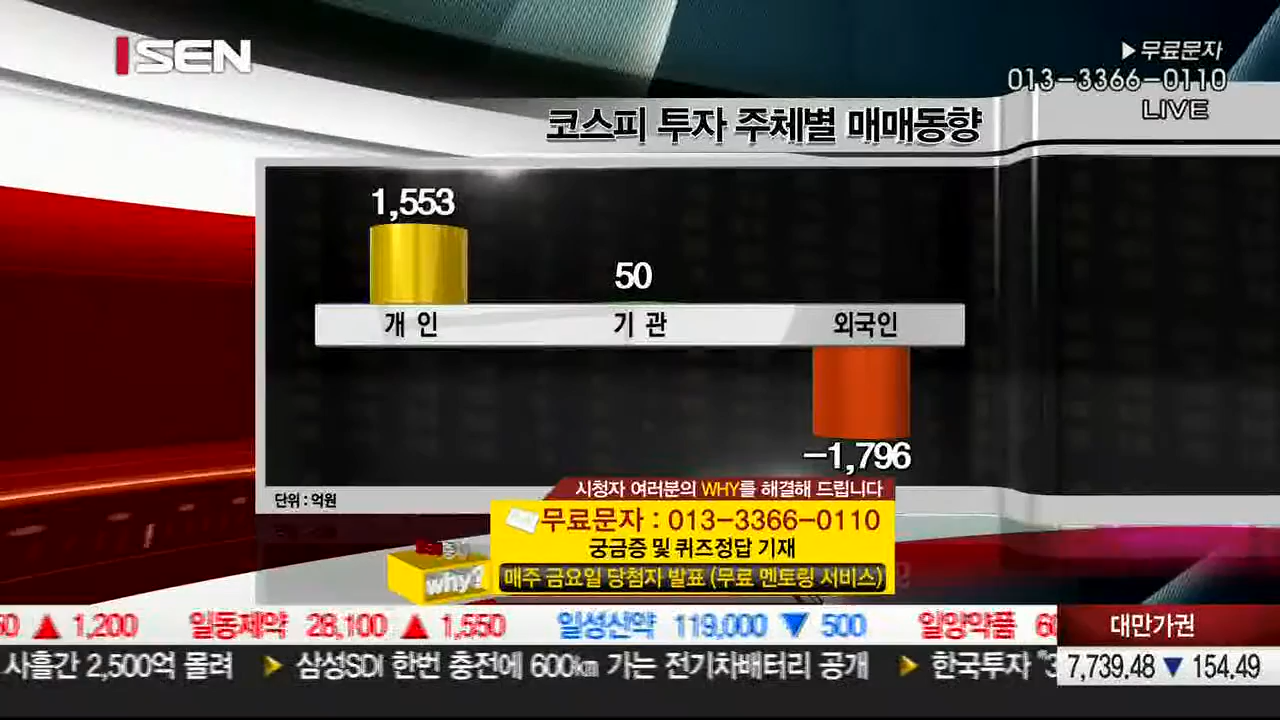 SEN
▶무료문자
013-3366-0110
LIVE
코스피 투자 주체별 매매동향
1,553
50
개인 기관 외국인
-1,796
단위 : 억원
시청자 여러분의 WHY를 해결해 드립니다
무료문자 : 013-3366-0110
궁금증 및 퀴즈정답 기재
why?
매주 금요일 당첨자 발표 (무료 멘토링 서비스)
50 ▲ 1,200 일동제약 28,100 ▲ 1,550 일성신약 119,000 ▼ 500 일양약품 60
대만가권
사흘간 2,500억 몰려 ▶ 삼성SDI 한번 충전에 600㎞ 가는 전기차배터리 공개 ▶ 한국투자 "3
7,739.48 ▼ 154.49